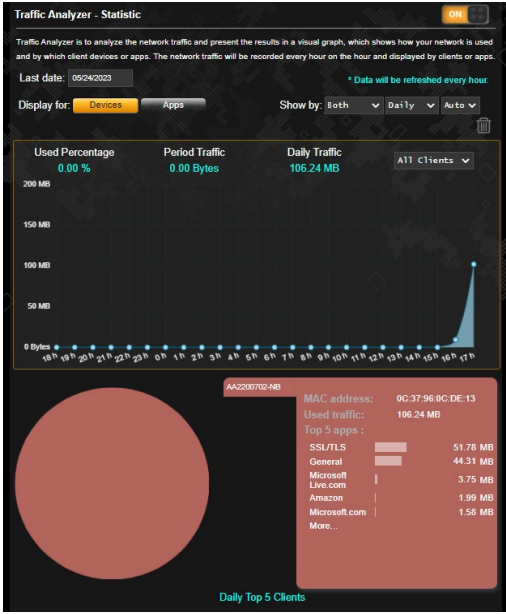 Traffic Analyzer - Statistic
ON
Traffic Analyzer is to analyze the network traffic and present the results in a visual graph, which shows how your network is used
and by which client devices or apps. The network traffic will be recorded every hour on the hour and displayed by clients or apps.
Last date: 05/24/2023
* Data will be refreshed every hour.
Display for: Devices Apps Show by: Both Daily Auto
Used Percentage Period Traffic Daily Traffic All Clients
0.00 % 0.00 Bytes 106.24 MB
200 MB
150 MB
100 MB
50 MB
0 Bytes
18 h 19 h 20 h 21 h 22 h 23 h 0 h 1 h 2 h 3 h 4 h 5 h 6 h 7 h 8 h 9 h 10 h 11 h 12 h 13 h 14 h 15 h 16 h 17 h
AA2200702-NB
MAC address: 0C:37:96:0C:DE:13
Used traffic: 106.24 MB
Top 5 apps :
SSL/TLS 51.78 MB
General 44.31 MB
Microsoft
Live.com 3.75 MB
Amazon 1.99 MB
Microsoft.com 1.58 MB
More...
Daily Top 5 Clients